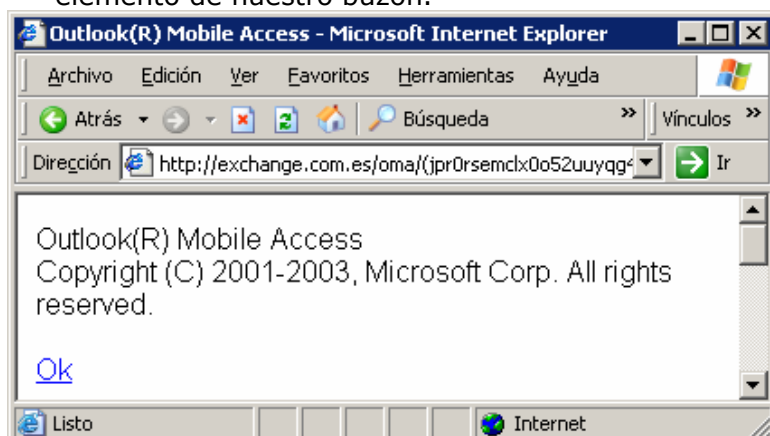 elemento de nuestro buzón.
Outlook(R) Mobile Access - Microsoft Internet Explorer
Archivo Edición Ver Favoritos Herramientas Ayuda
Atrás Búsqueda » Vínculos »
Dirección http://exchange.com.es/oma/(jpr0rsemclx0o52uuyqg4 Ir
Outlook(R) Mobile Access
Copyright (C) 2001-2003, Microsoft Corp. All rights
reserved.
Ok
Listo Internet